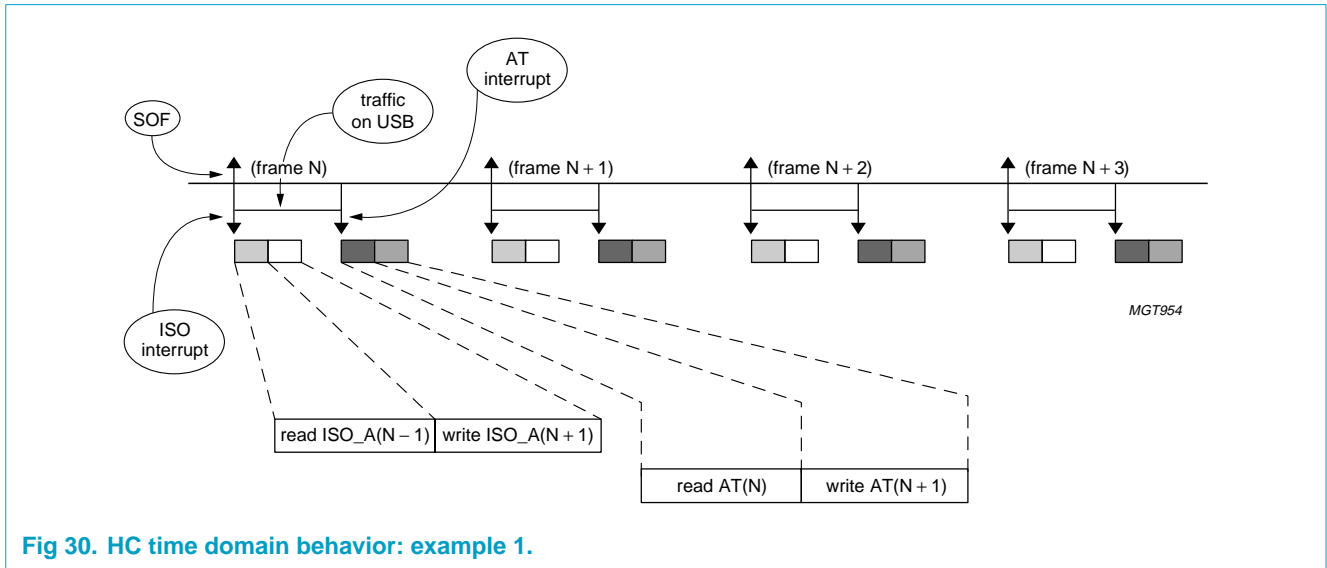 AT
interrupt
traffic
on USB
SOF
(frame N)
(frame N + 1)
(frame N + 2)
(frame N + 3)
MGT954
ISO
interrupt
read ISO_A(N − 1)
write ISO_A(N + 1)
read AT(N)
write AT(N + 1)
Fig 30. HC time domain behavior: example 1.